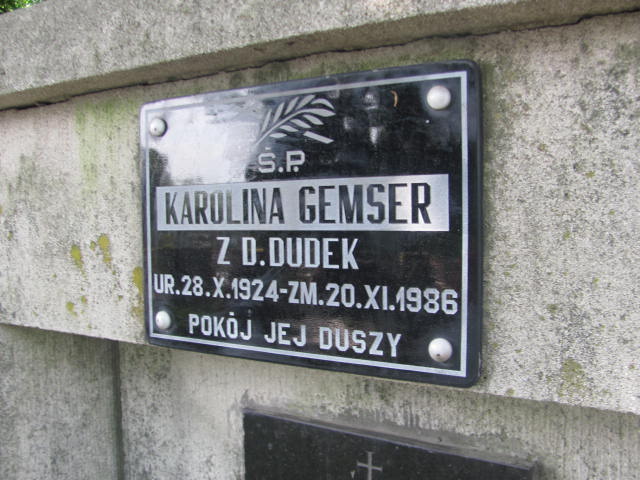 Ś.P.
KAROLINA GEMSER
Z D.DUDEK
UR.28.X.1924-ZM.20.XI.1986
POKÓJ JEJ DUSZY